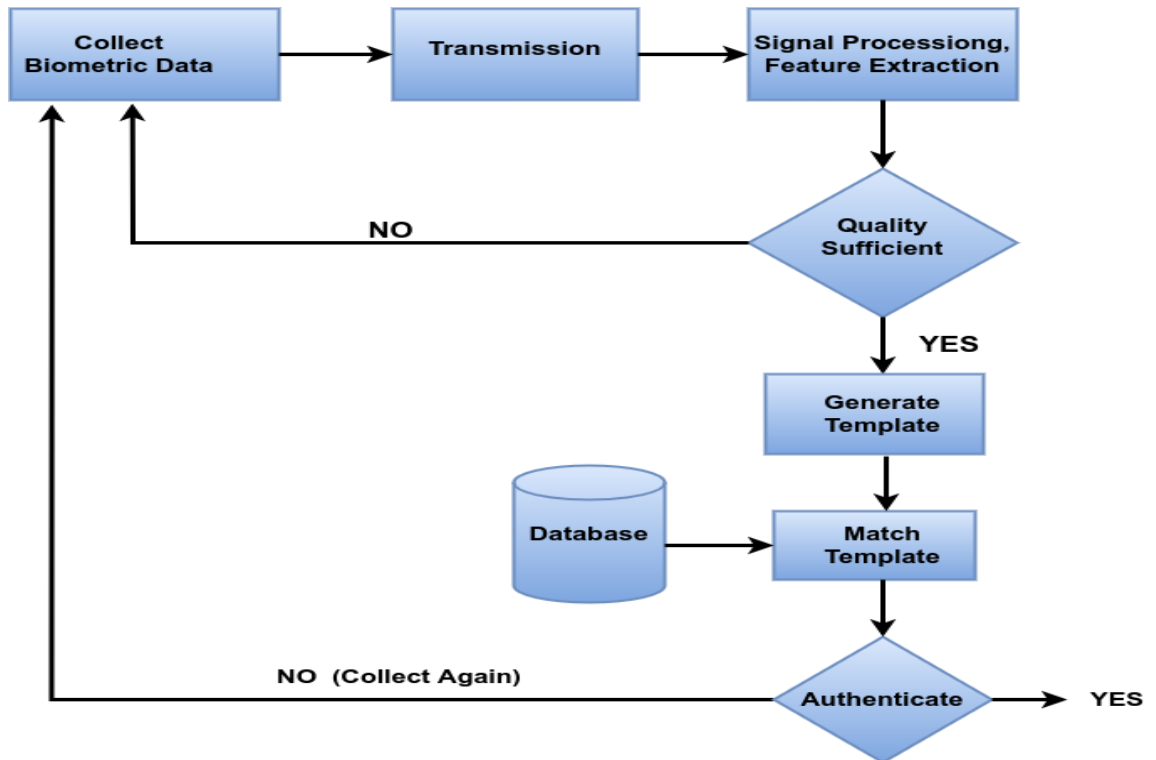 Collect
Biometric Data
Transmission
Signal Processiong,
Feature Extraction
Quality
Sufficient
NO
YES
Generate
Template
Database
Match
Template
NO (Collect Again)
Authenticate
YES